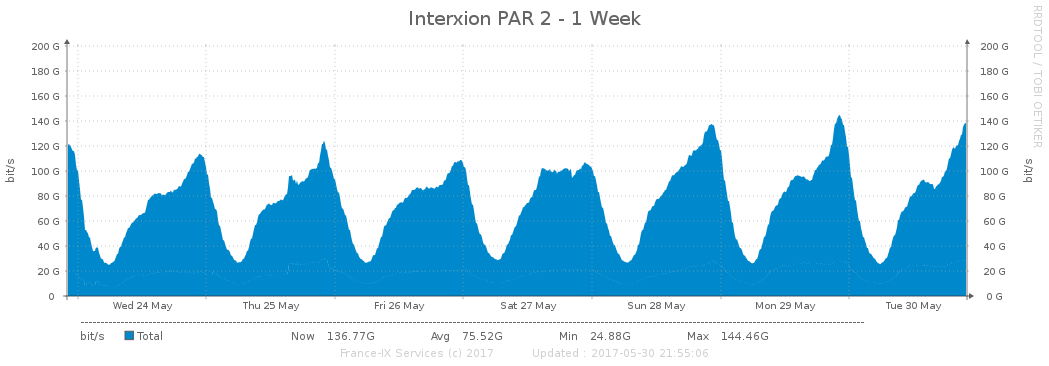 Interxion PAR 2 - 1 Week
RRDTOOL / TOBI OETIKER
200 G 200 G
180 G 180 G
160 G 160 G
140 G 140 G
120 G 120 G
100 G 100 G
80 G 80 G
60 G 60 G
40 G 40 G
20 G 20 G
0 0 G
bit/s bit/s
Wed 24 May Thu 25 May Fri 26 May Sat 27 May Sun 28 May Mon 29 May Tue 30 May
bit/s Total Now 136.77G Avg 75.52G Min 24.88G Max 144.46G
France-IX Services (c) 2017 Updated : 2017-05-30 21:55:06